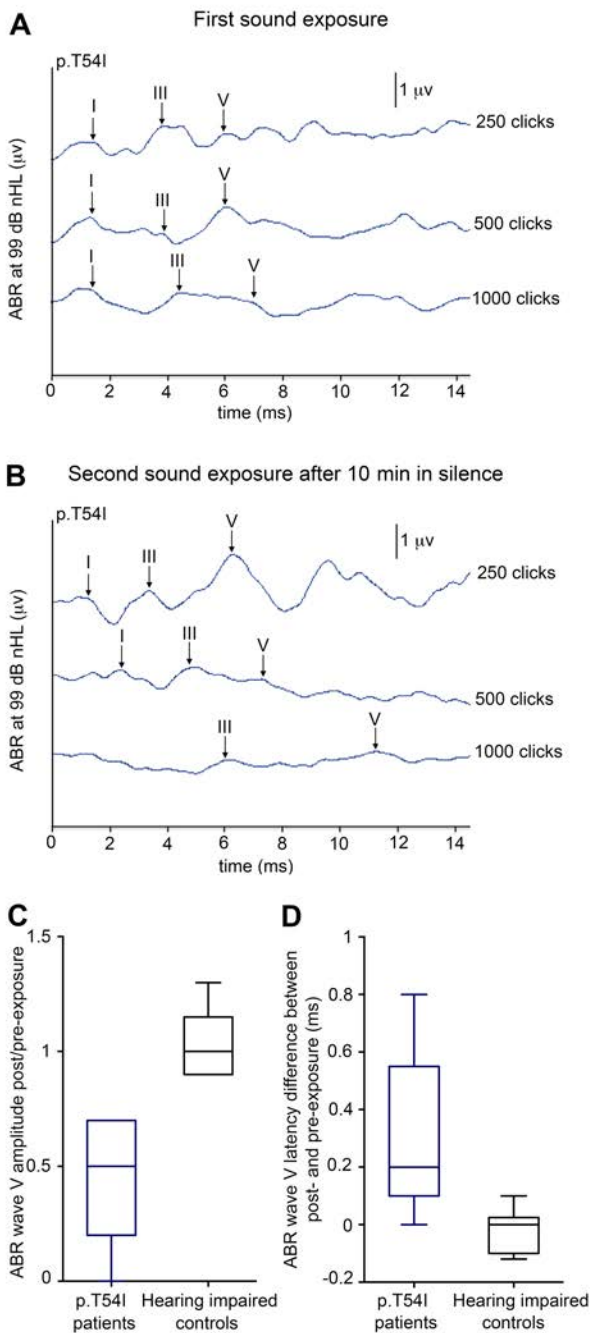 A
First sound exposure
p.T54I
I
III
V
1 μv
250 clicks
I
III
V
500 clicks
I
III
V
1000 clicks
ABR at 99 dB nHL (μv)
0 2 4 6 8 10 12 14
time (ms)
B
Second sound exposure after 10 min in silence
p.T54I
I
III
V
1 μv
250 clicks
I
III
V
500 clicks
III
V
1000 clicks
ABR at 99 dB nHL (μv)
0 2 4 6 8 10 12 14
time (ms)
C
ABR wave V amplitude post/pre-exposure
1.5
1
0.5
0
p.T54I
patients
Hearing impaired
controls
D
ABR wave V latency difference between
post- and pre-exposure (ms)
1
0.8
0.6
0.4
0.2
0
-0.2
p.T54I
patients
Hearing impaired
controls